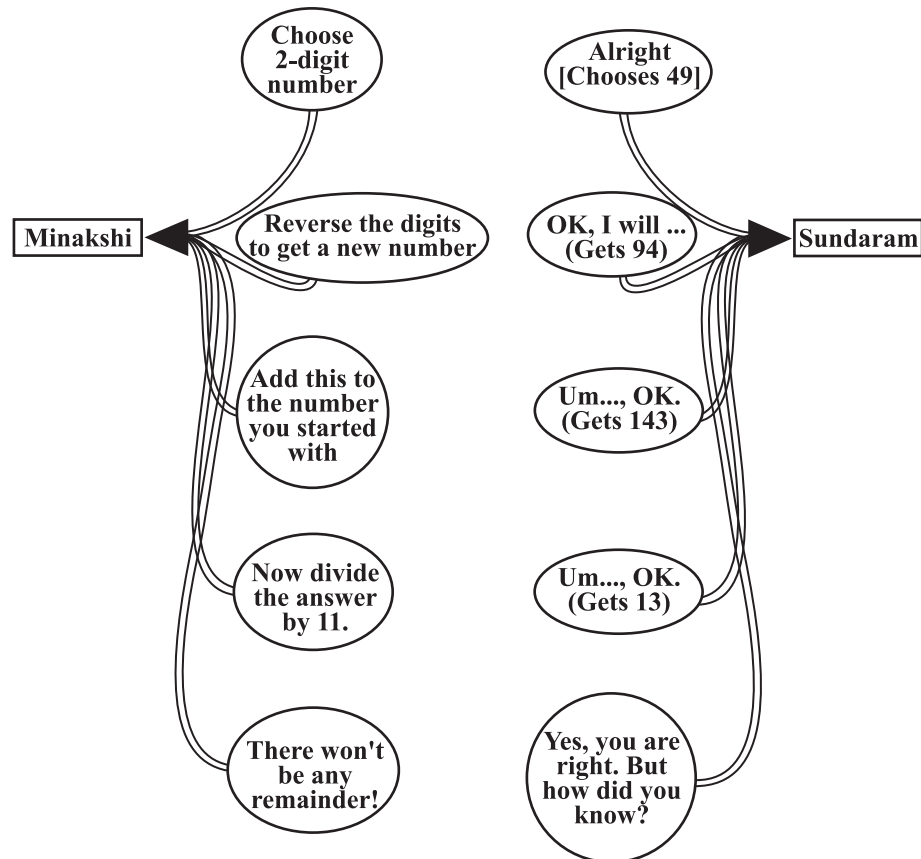 Choose
2-digit
number
Alright
[Chooses 49]
Minakshi
Reverse the digits
to get a new number
OK, I will ...
(Gets 94)
Sundaram
Add this to
the number
you started
with
Um..., OK.
(Gets 143)
Now divide
the answer
by 11.
Um..., OK.
(Gets 13)
There won't
be any
remainder!
Yes, you are
right. But
how did you
know?